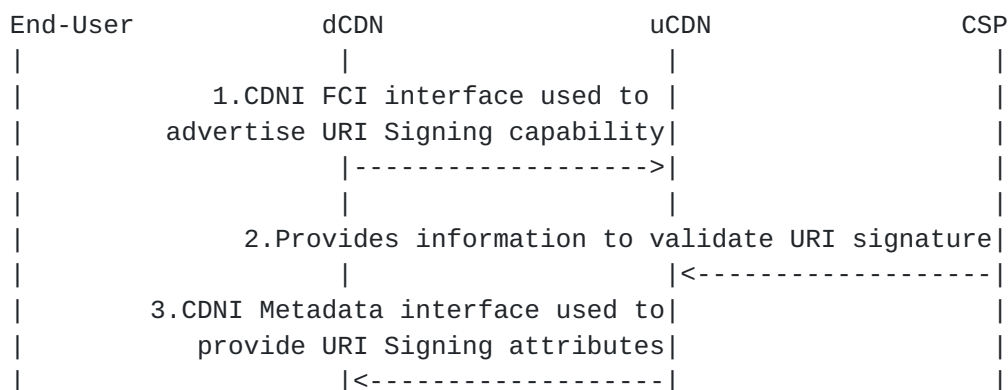 End-User              dCDN                 uCDN                CSP
|                     |                    |                    |
|            1.CDNI FCI interface used to |                    |
|         advertise URI Signing capability|                    |
|                     |------------------->|                    |
|                     |                    |                    |
|              2.Provides information to validate URI signature|
|                     |                    |<-------------------|
|        3.CDNI Metadata interface used to|                    |
|           provide URI Signing attributes|                    |
|                     |<-------------------|                    |